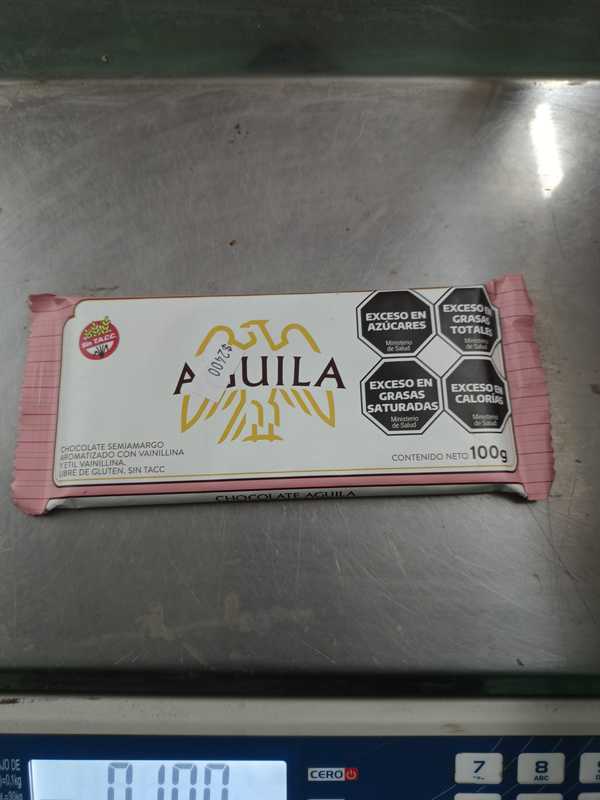 Sin T.A.C.C.
AGUILA
$2400
EXCESO EN
AZÚCARES
Ministerio
de Salud
EXCESO EN
GRASAS
TOTALES
Ministerio
de Salud
EXCESO EN
GRASAS
SATURADAS
Ministerio
de Salud
EXCESO EN
CALORÍAS
Ministerio
de Salud
CHOCOLATE SEMIAMARGO
AROMATIZADO CON VAINILLINA
Y ETIL VAINILLINA.
LIBRE DE GLUTEN. SIN TACC
CONTENIDO NETO 100g
CHOCOLATE AGUILA
0.100
CERO
7
8
ABC